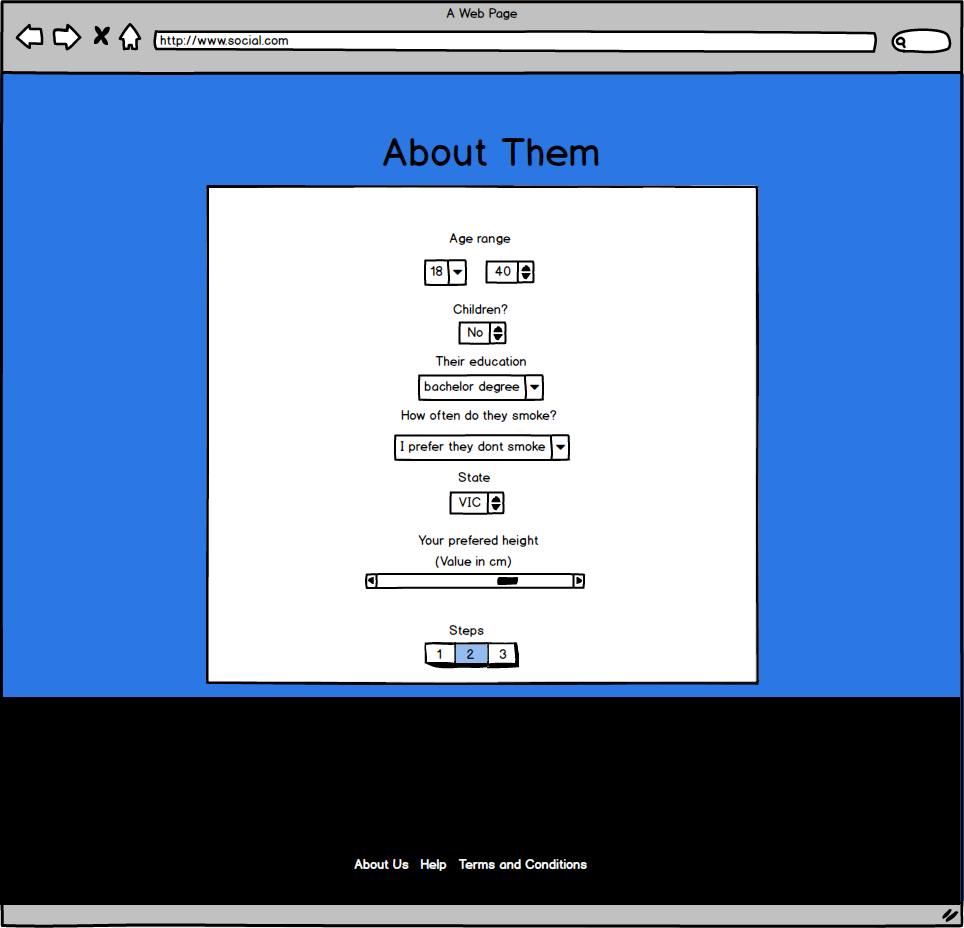 A Web Page
http://www.social.com
About Them
Age range
18 40
Children?
No
Their education
bachelor degree
How often do they smoke?
I prefer they dont smoke
State
VIC
Your prefered height
(Value in cm)
Steps
1 2 3
About Us Help Terms and Conditions